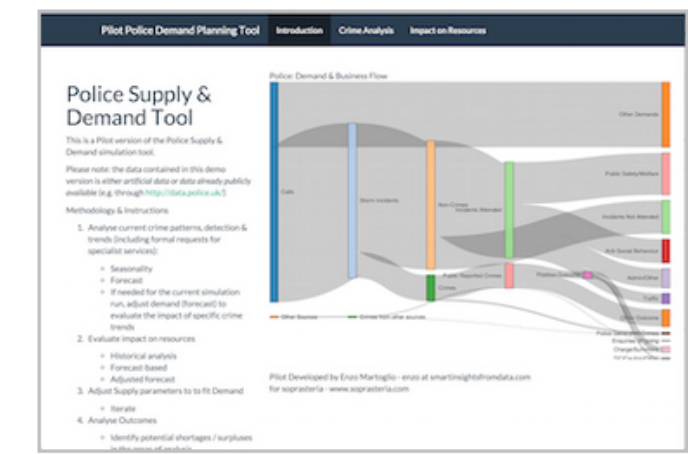 Pilot Police Demand Planning Tool Introduction Crime Analysis Impact on Resources
Police Supply &
Demand Tool
This is a Pilot version of the Police Supply &
Demand simulation tool.
Please note: the data contained in this demo
version is either artificial data or data already publicly
available (e.g. through http://data.police.uk/)
Methodology & Instructions
1. Analyse current crime patterns, detection &
trends (including formal requests for
specialist services):
Seasonality
Forecast
If needed for the current simulation
run, adjust demand (forecast) to
evaluate the impact of specific crime
trends
2. Evaluate impact on resources
Historical analysis
Forecast-based
Adjusted forecast
3. Adjust Supply parameters to to fit Demand
Iterate
4. Analyse Outcomes
Identify potential shortages / surpluses
Police: Demand & Business Flow
Calls
Storm Incidents
Non-Crimes
Incidents Attended
Public Reported Crimes
Crimes
Positive Outcome
Other Sources
Crimes from other sources
Other Demands
Public Safety/Welfare
Incidents Not Attended
Anti Social Behaviour
Admin/Other
Traffic
Outcome
Charge/Summons
Pilot Developed by Enzo Martoglio - enzo at smartinsightsfromdata.com
for soprasteria - www.soprasteria.com